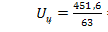 U_ц = 451,6/63 =